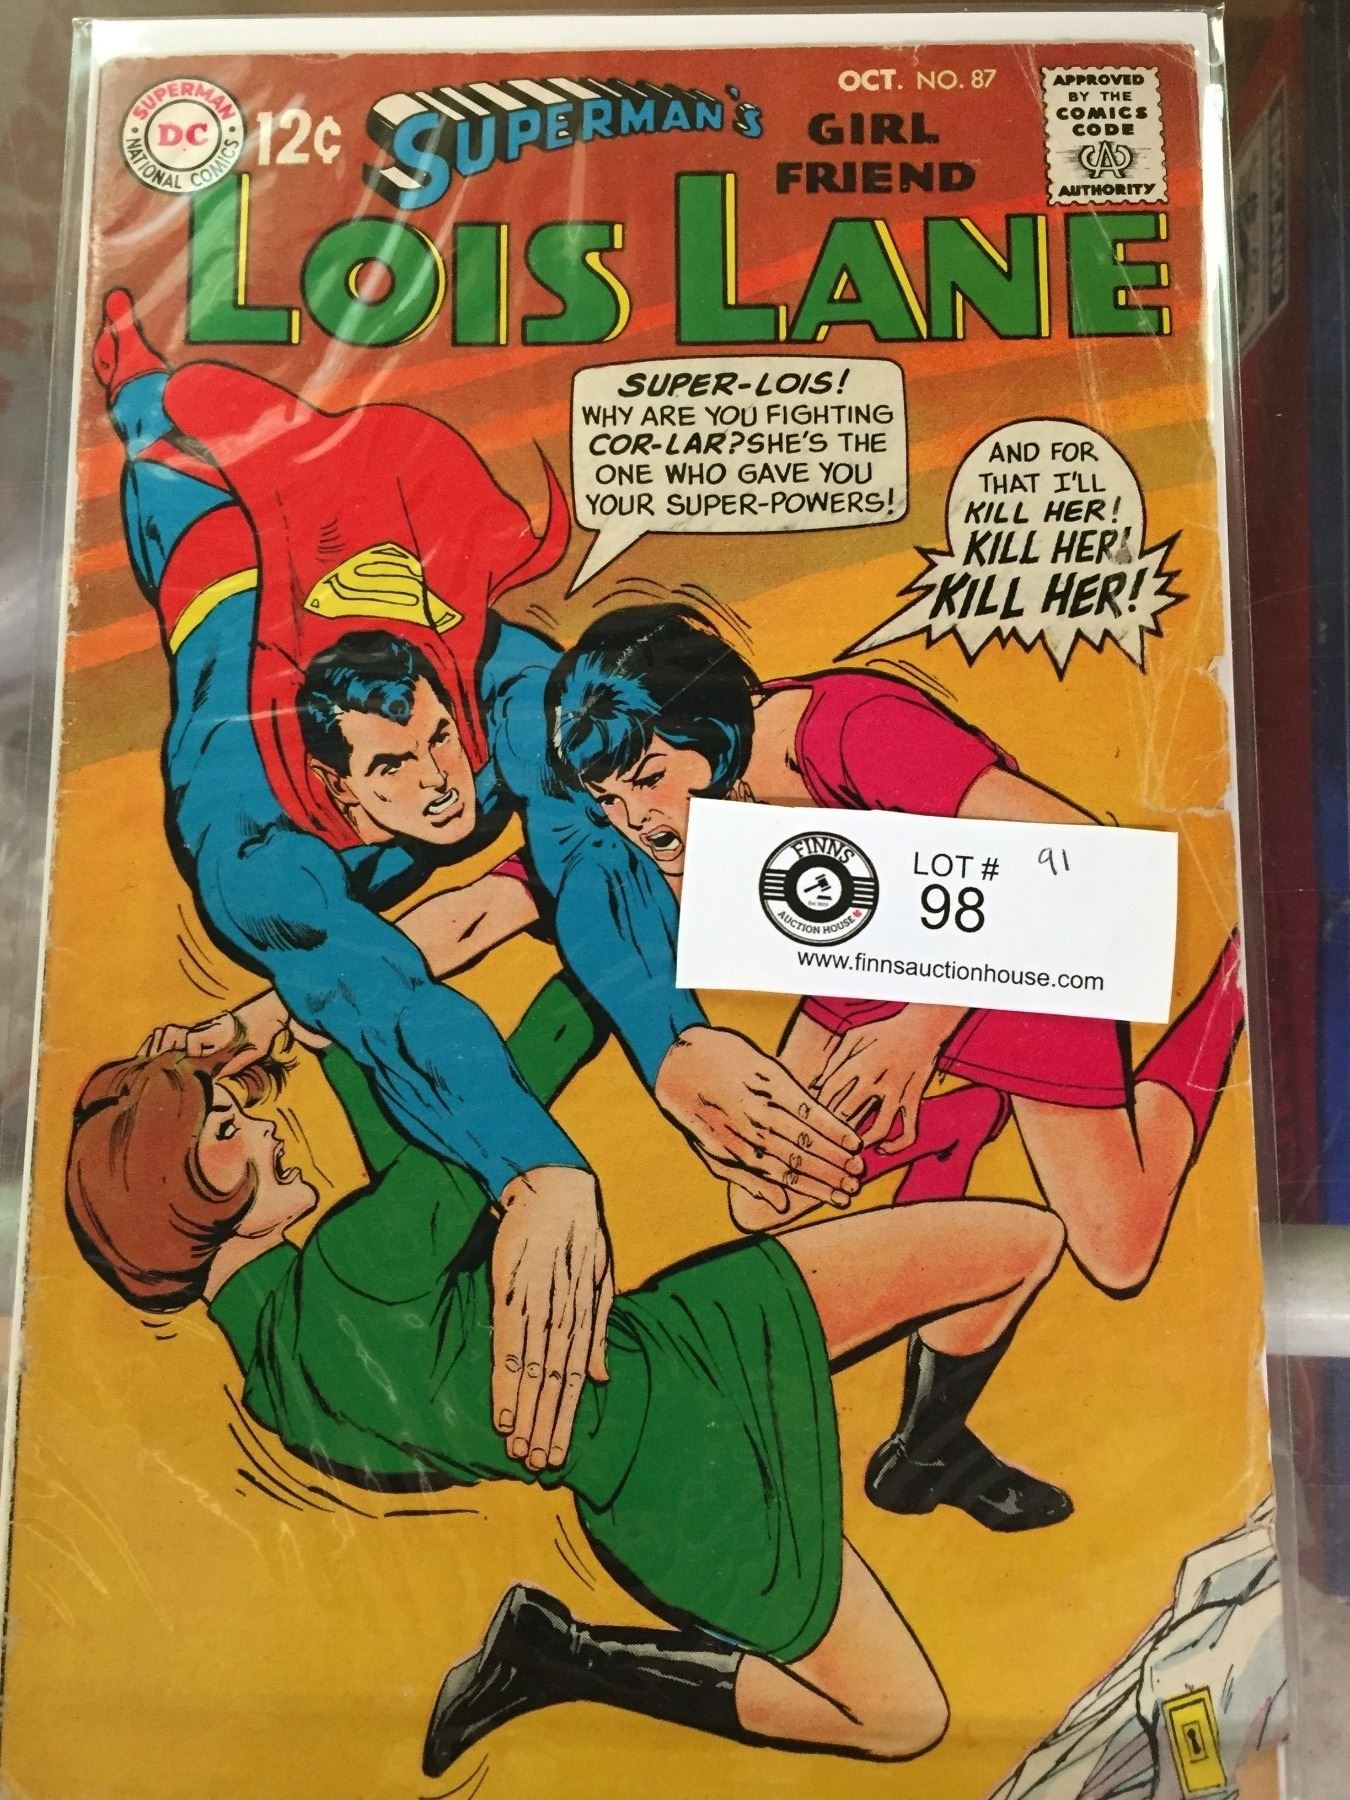 SUPERMAN
DC
NATIONAL COMICS
12¢
SUPERMAN'S
GIRL
FRIEND
LOIS LANE
OCT. NO. 87
APPROVED
BY THE
COMICS
CODE
CA
AUTHORITY
SUPER-LOIS!
WHY ARE YOU FIGHTING
COR-LAR? SHE'S THE
ONE WHO GAVE YOU
YOUR SUPER-POWERS!
AND FOR
THAT I'LL
KILL HER!
KILL HER!
KILL HER!
S
FINNS
AUCTION HOUSE
LOT # 91
98
www.finnsauctionhouse.com